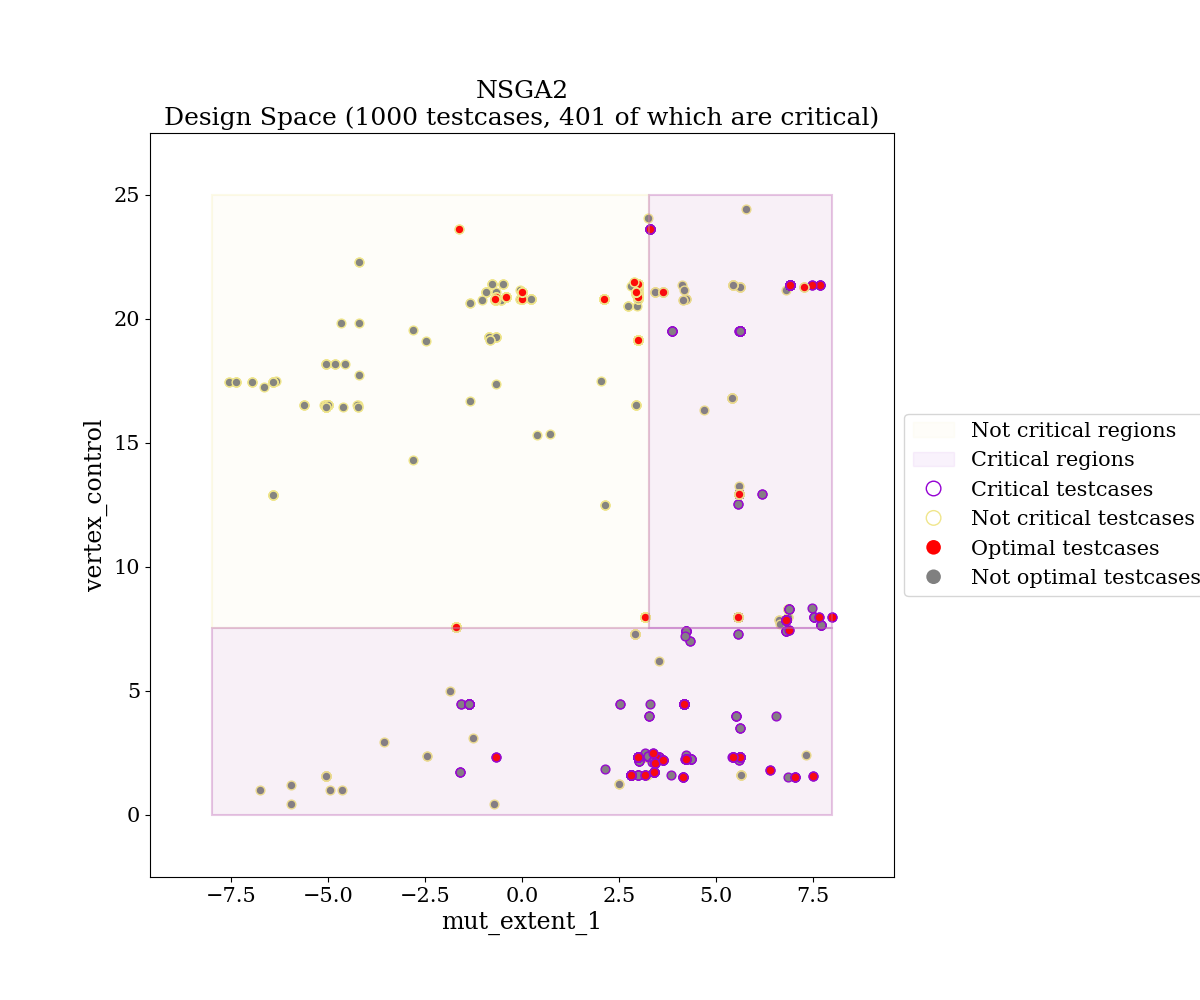 NSGA2
Design Space (1000 testcases, 401 of which are critical)
25
20
15
10
5
0
vertex_control
−7.5 −5.0 −2.5 0.0 2.5 5.0 7.5
mut_extent_1
Not critical regions
Critical regions
Critical testcases
Not critical testcases
Optimal testcases
Not optimal testcases